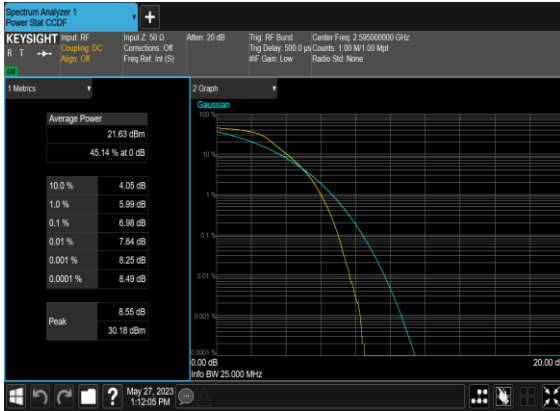 Spectrum Analyzer 1
Power Stat CCDF
+
KEYSIGHT
R T
Input: RF
Coupling: DC
Align: Off
Input Z: 50 Ω
Corrections: Off
Freq Ref: Int (S)
Atten: 20 dB
Trig: RF Burst
Trig Delay: 500.0 µs
#IF Gain: Low
Center Freq: 2.595000000 GHz
Counts: 1.00 M/1.00 Mpt
Radio Std: None
1 Metrics
Average Power
21.63 dBm
45.14 % at 0 dB
10.0 % 4.05 dB
1.0 % 5.99 dB
0.1 % 6.98 dB
0.01 % 7.64 dB
0.001 % 8.25 dB
0.0001 % 8.49 dB
Peak
8.55 dB
30.18 dBm
2 Graph
Gaussian
100 %
10 %
1 %
0.1 %
0.01 %
0.001 %
0.0001 %
0.00 dB
20.00 d
Info BW 25.000 MHz
?
May 27, 2023
1:12:05 PM